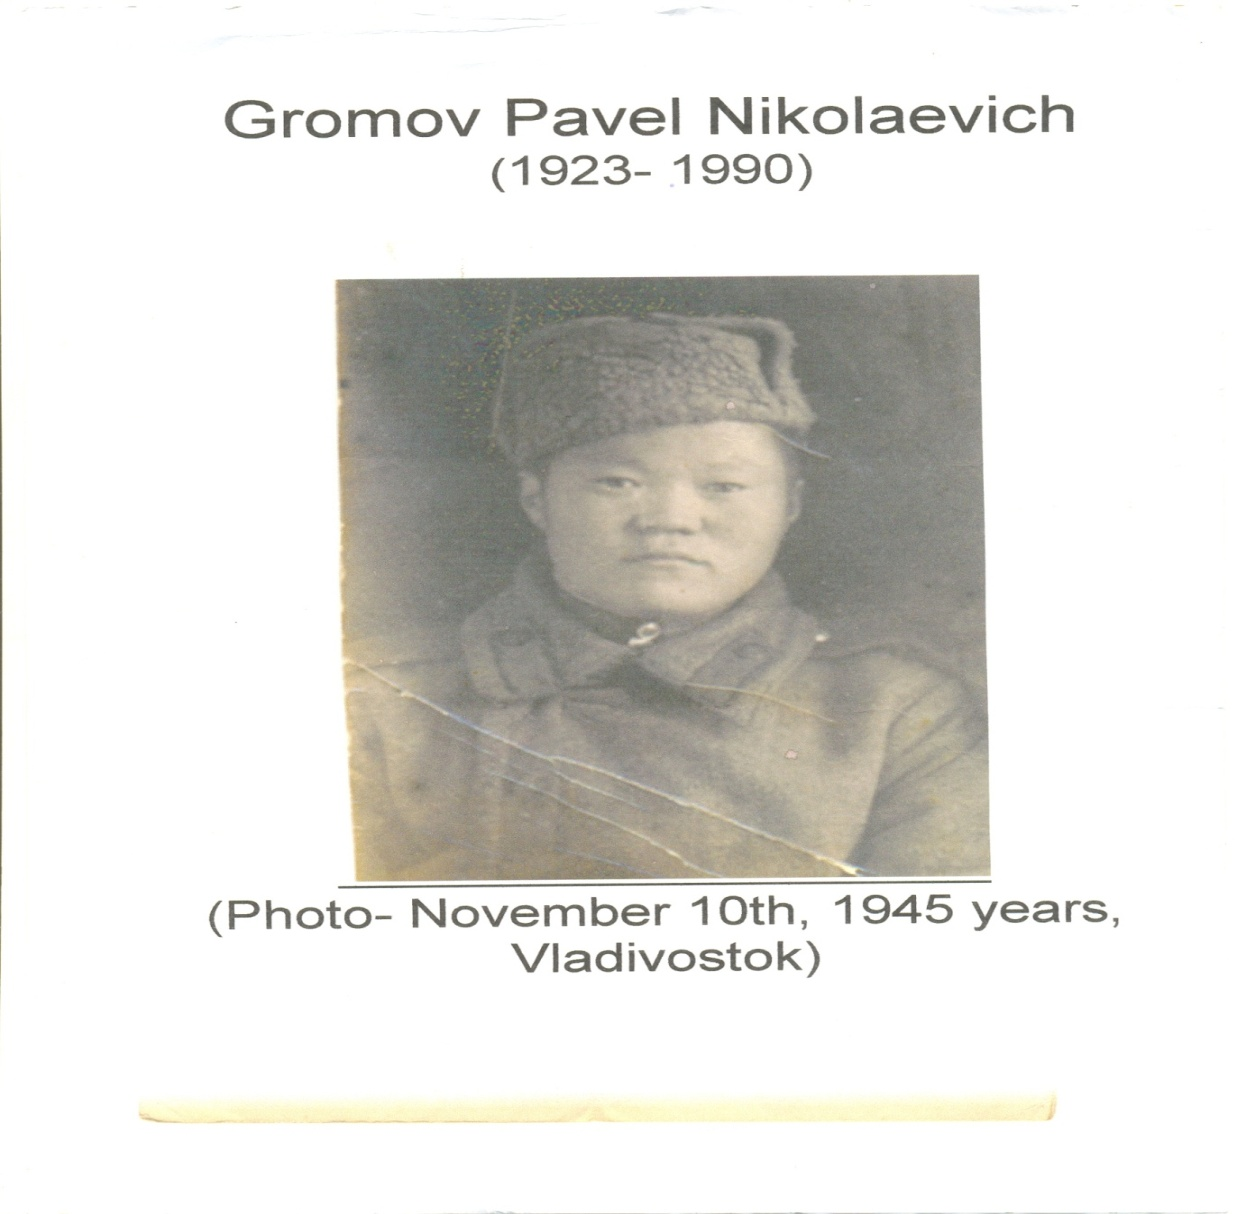 Gromov Pavel Nikolaevich
(1923- 1990)
(Photo- November 10th, 1945 years,
Vladivostok)